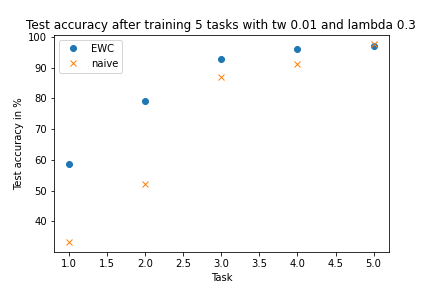 Test accuracy after training 5 tasks with tw 0.01 and lambda 0.3
EWC
naive
100
90
80
70
60
50
40
Test accuracy in %
1.0 1.5 2.0 2.5 3.0 3.5 4.0 4.5 5.0
Task